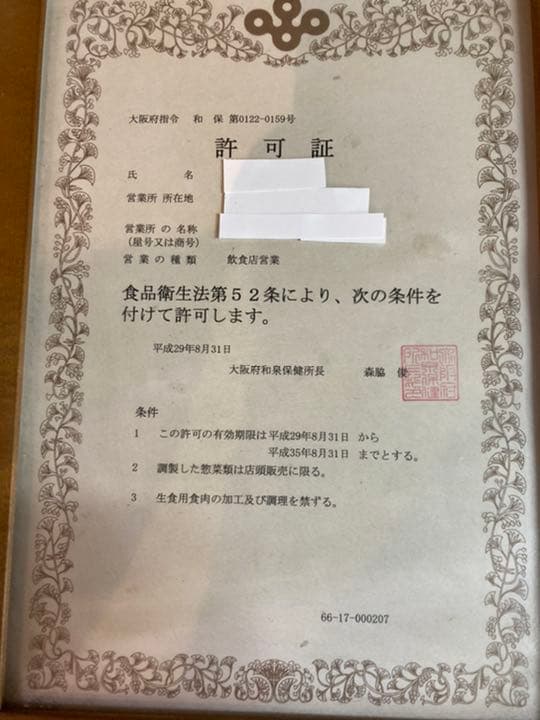 大阪府指令 和 保 第0122-0159号
許可証
氏 名
営業所 所在地
営業所 の 名称
(屋号又は商号)
営業 の 種類 飲食店営業
食品衛生法第52条により、次の条件を
付けて許可します。
平成29年8月31日
大阪府和泉保健所長 森脇 俊
条件
1 この許可の有効期限は平成29年8月31日 から
平成35年8月31日 までとする。
2 調製した惣菜類は店頭販売に限る。
3 生食用食肉の加工及び調理を禁ずる。
66-17-000207